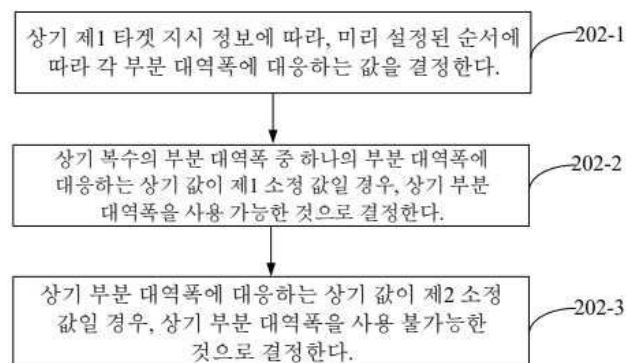 상기 제1 타겟 지시 정보에 따라, 미리 설정된 순서에
따라 각 부분 대역폭에 대응하는 값을 결정한다.
202-1
상기 복수의 부분 대역폭 중 하나의 부분 대역폭에
대응하는 상기 값이 제1 소정 값일 경우, 상기 부분
대역폭을 사용 가능한 것으로 결정한다.
202-2
상기 부분 대역폭에 대응하는 상기 값이 제2 소정
값일 경우, 상기 부분 대역폭을 사용 불가능한
것으로 결정한다.
202-3